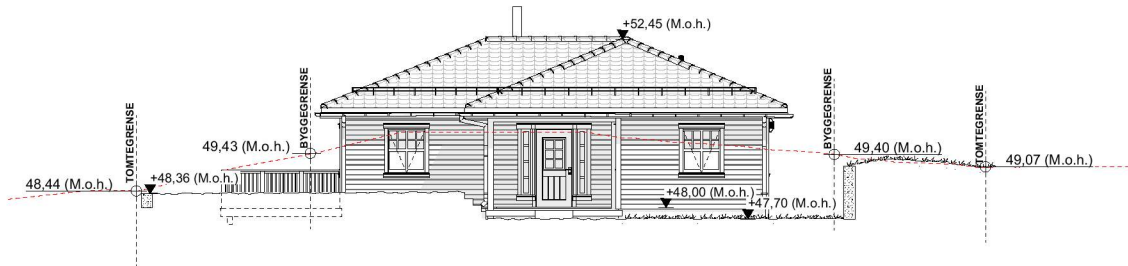 +52,45 (M.o.h.)
TOMTEGRENSE
BYGGEGRENSE
BYGGEGRENSE
TOMTEGRENSE
49,43 (M.o.h.)
49,40 (M.o.h.)
49,07 (M.o.h.)
48,44 (M.o.h.)
+48,36 (M.o.h.)
+48,00 (M.o.h.)
+47,70 (M.o.h.)